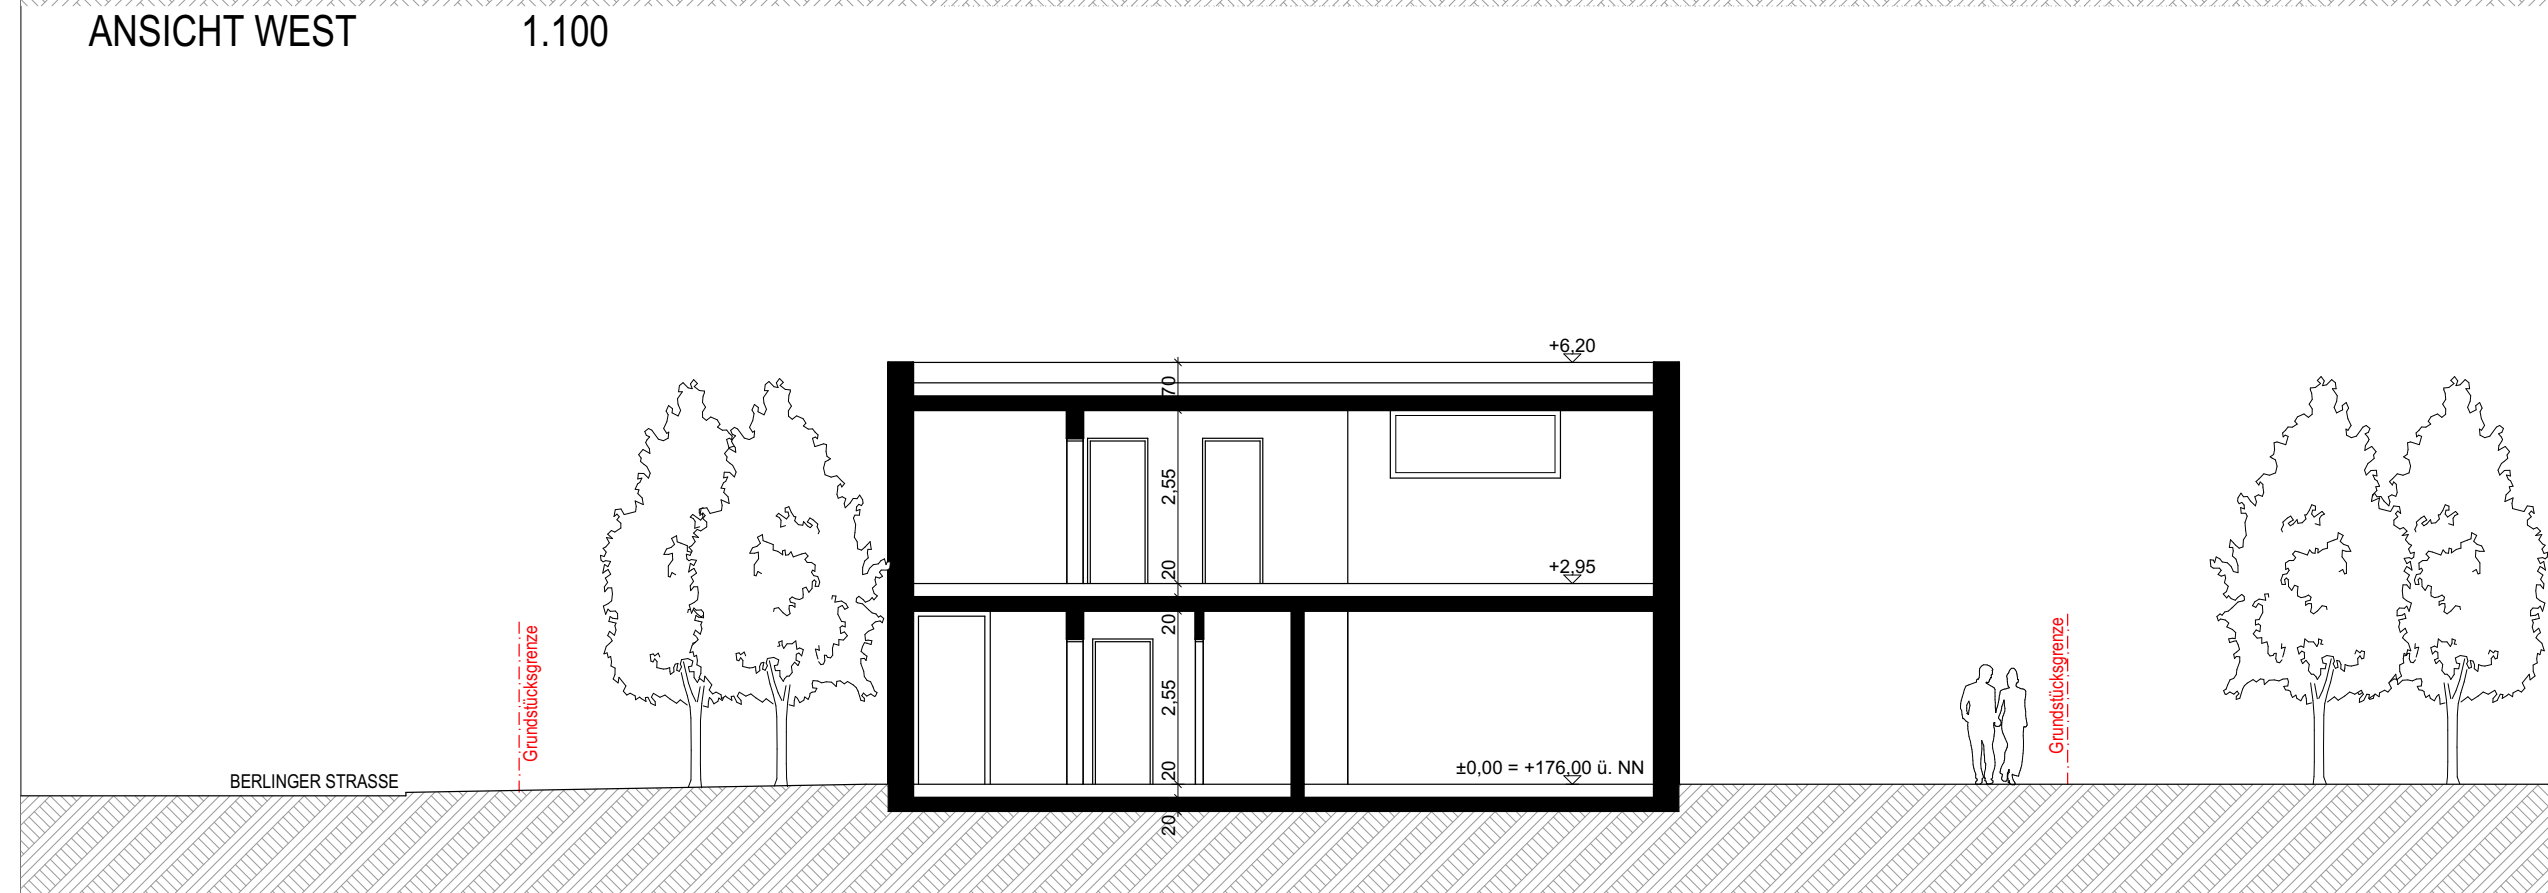 ANSICHT WEST 1.100
+6,20
70
2,55
20
+2,95
20
2,55
20
±0,00 = +176,00 ü. NN
20
BERLINGER STRASSE
Grundstücksgrenze
Grundstücksgrenze